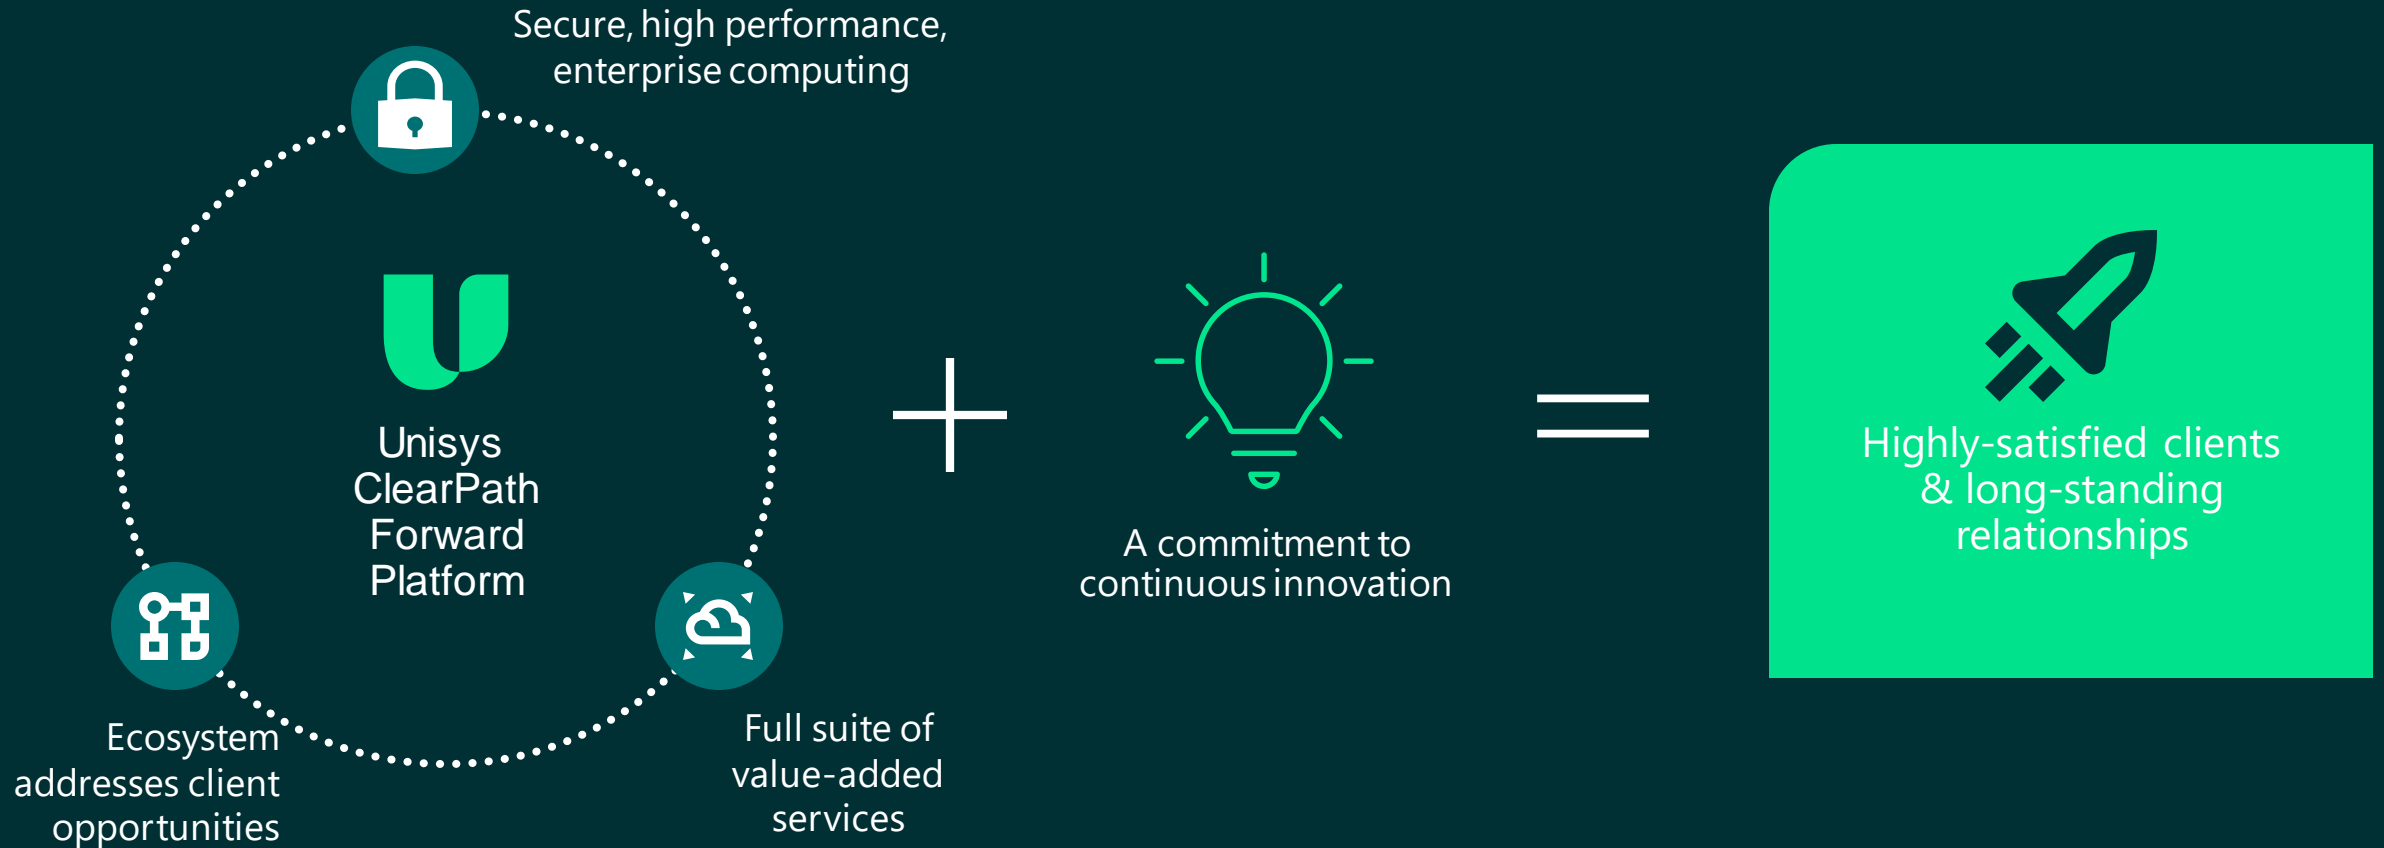 Secure, high performance,
enterprise computing
Unisys
ClearPath
Forward
Platform
Ecosystem
addresses client
opportunities
Full suite of
value-added
services
A commitment to
continuous innovation
Highly-satisfied clients
& long-standing
relationships